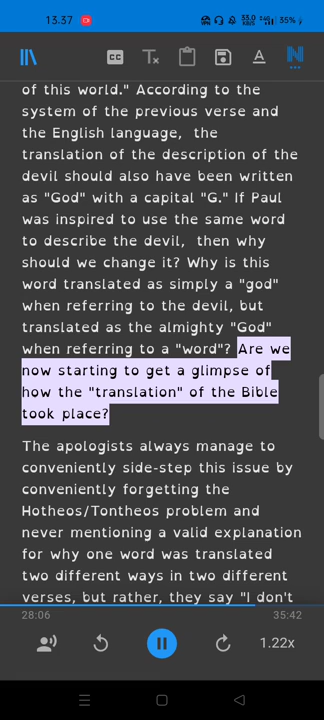 13.37
33.0
KB/S
35%
CC
T×
A
N
of this world." According to the
system of the previous verse and
the English language, the
translation of the description of the
devil should also have been written
as "God" with a capital "G." If Paul
was inspired to use the same word
to describe the devil, then why
should we change it? Why is this
word translated as simply a "god"
when referring to the devil, but
translated as the almighty "God"
when referring to a "word"? Are we
now starting to get a glimpse of
how the "translation" of the Bible
took place?
The apologists always manage to
conveniently side-step this issue by
conveniently forgetting the
Hotheos/Tontheos problem and
never mentioning a valid explanation
for why one word was translated
two different ways in two different
verses, but rather, they say "I don't
28:06
35:42
1.22x